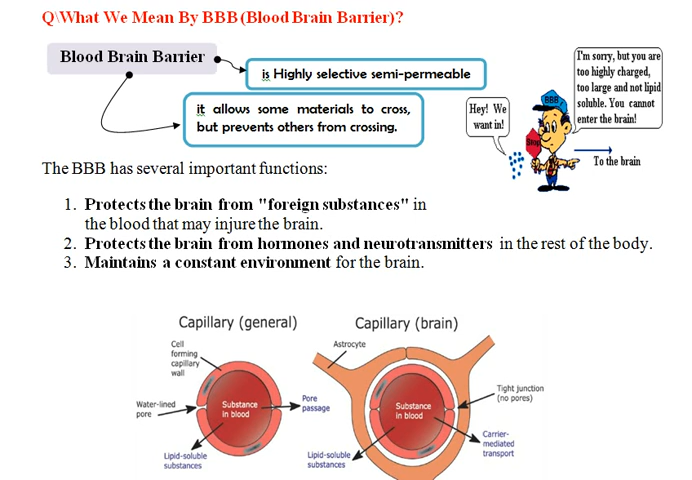 Q\What We Mean By BBB (Blood Brain Barrier)?
Blood Brain Barrier
is Highly selective semi-permeable
it allows some materials to cross,
but prevents others from crossing.
Hey! We
want in!
BBB
Stop
I'm sorry, but you are
too highly charged,
too large and not lipid
soluble. You cannot
enter the brain!
To the brain
The BBB has several important functions:
1. Protects the brain from "foreign substances" in
the blood that may injure the brain.
2. Protects the brain from hormones and neurotransmitters in the rest of the body.
3. Maintains a constant environment for the brain.
Capillary (general)
Cell
forming
capillary
wall
Water-lined
pore
Substance
in blood
Pore
passage
Lipid-soluble
substances
Capillary (brain)
Astrocyte
Substance
in blood
Tight junction
(no pores)
Carrier-
mediated
transport
Lipid-soluble
substances